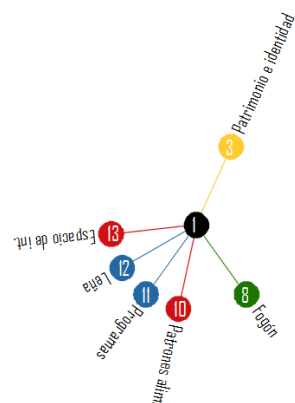 3 Patrimonio e identidad
1
13 Espacio de int.
12 Leña
11 Programas
10 Patrones alim.
8 Fogón